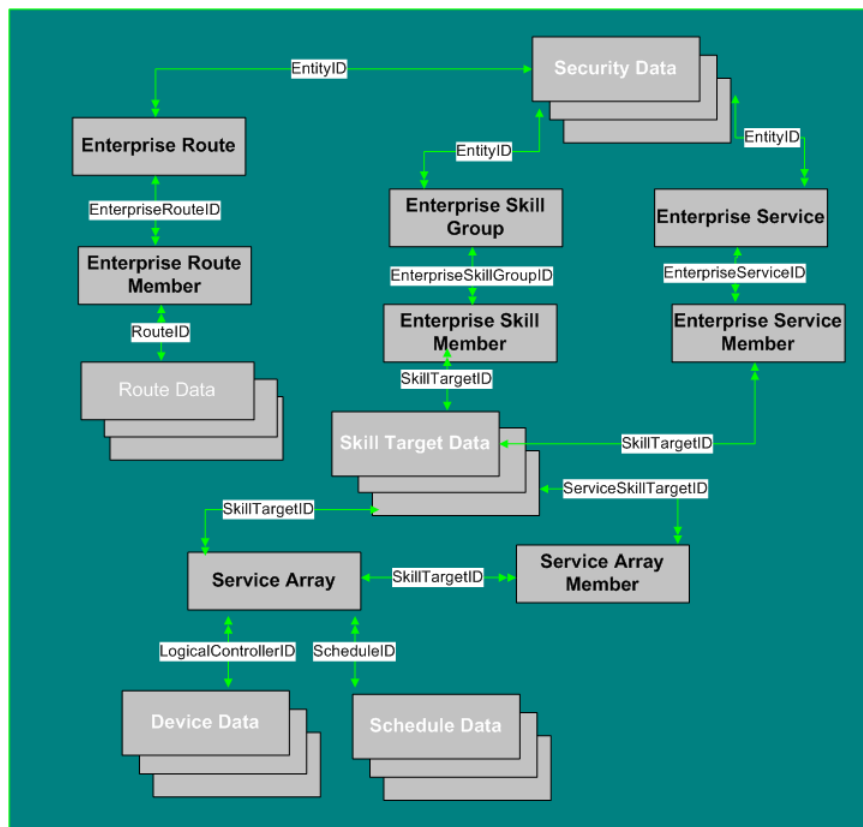 Security Data
EntityID
Enterprise Route
EntityID
EntityID
Enterprise Skill
Group
Enterprise Service
EnterpriseRouteID
Enterprise Route
Member
EnterpriseSkillGroupID
EnterpriseServiceID
RouteID
Enterprise Skill
Member
Enterprise Service
Member
Route Data
SkillTargetID
Skill Target Data
SkillTargetID
ServiceSkillTargetID
SkillTargetID
Service Array
SkillTargetID
Service Array
Member
LogicalControllerID
ScheduleID
Device Data
Schedule Data